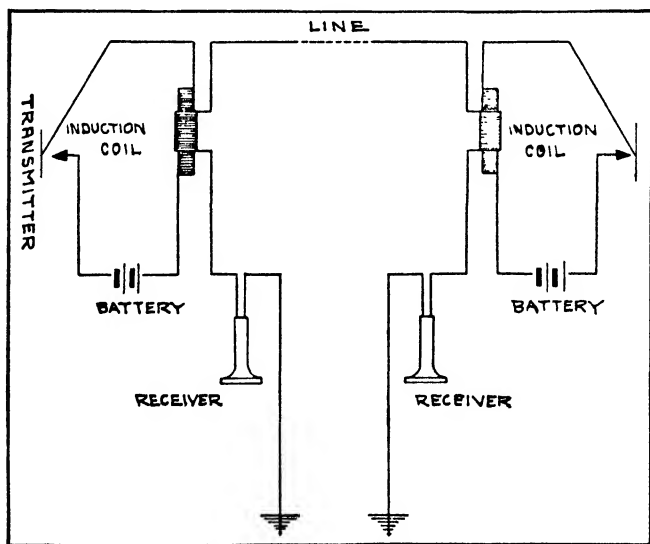 LINE
TRANSMITTER
INDUCTION
COIL
INDUCTION
COIL
BATTERY
BATTERY
RECEIVER
RECEIVER